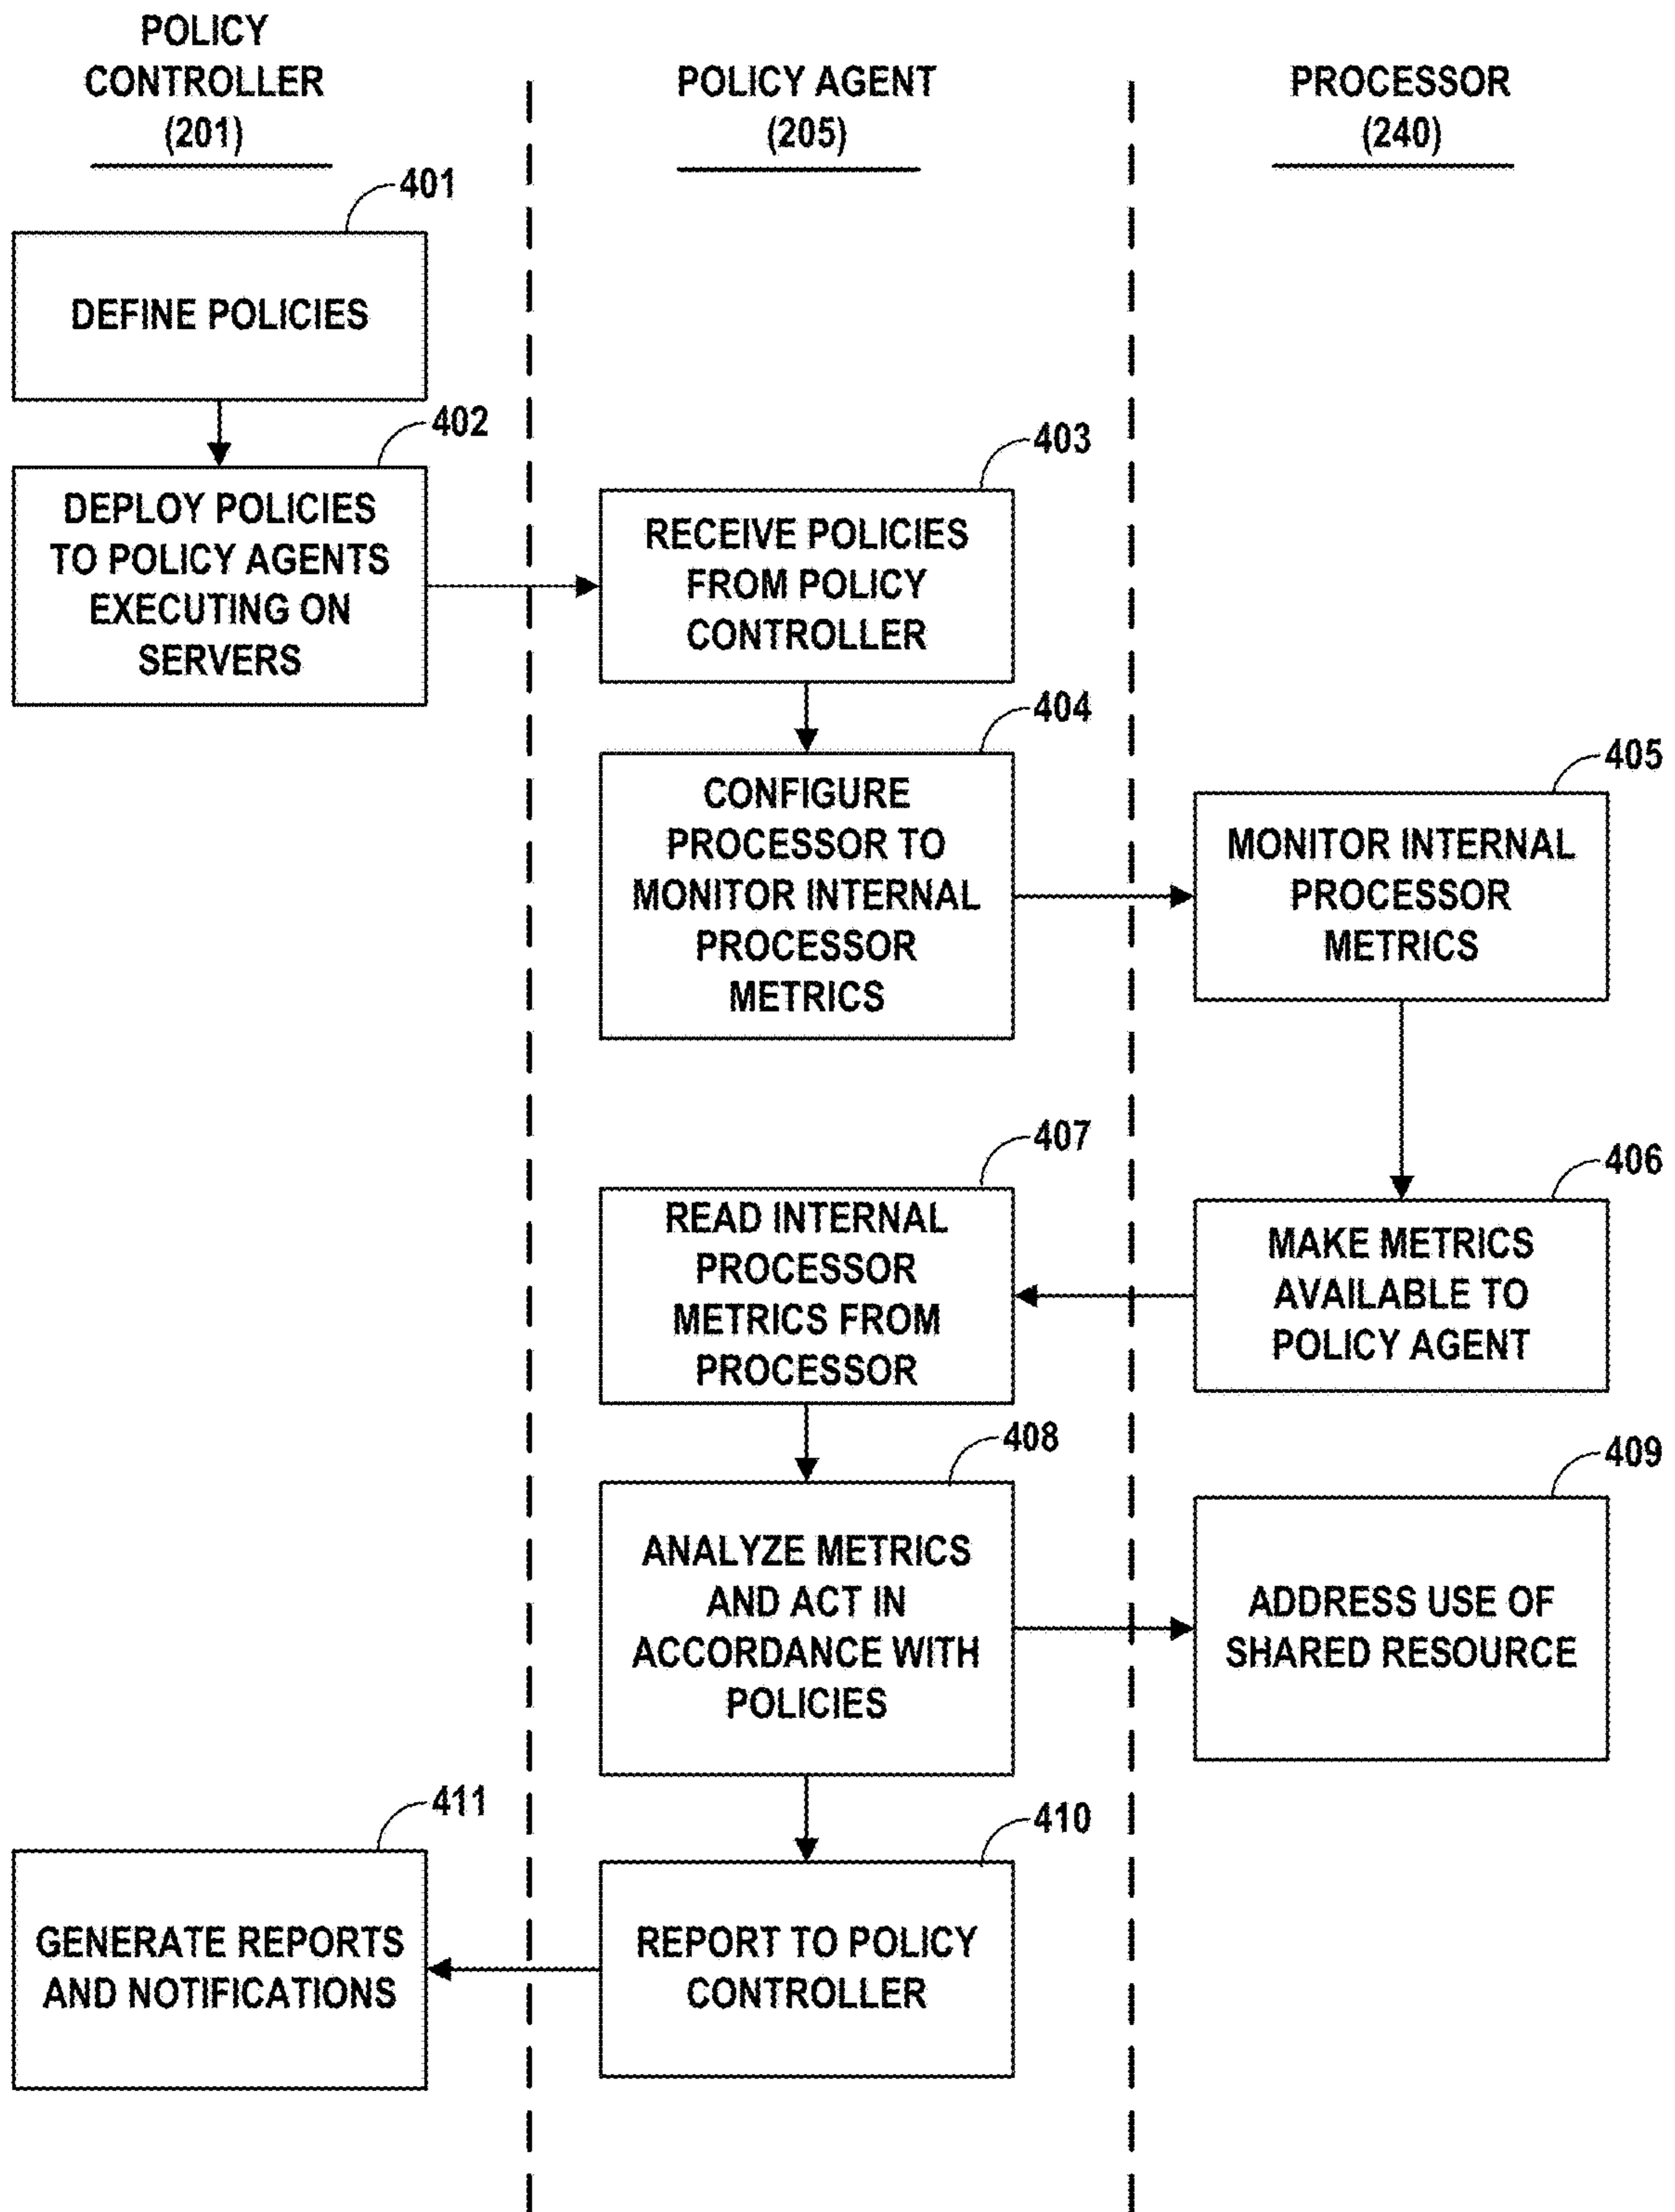 POLICY
CONTROLLER
(201)
POLICY AGENT
(205)
PROCESSOR
(240)
401
DEFINE POLICIES
402
DEPLOY POLICIES
TO POLICY AGENTS
EXECUTING ON
SERVERS
403
RECEIVE POLICIES
FROM POLICY
CONTROLLER
404
CONFIGURE
PROCESSOR TO
MONITOR INTERNAL
PROCESSOR
METRICS
405
MONITOR INTERNAL
PROCESSOR
METRICS
406
MAKE METRICS
AVAILABLE TO
POLICY AGENT
407
READ INTERNAL
PROCESSOR
METRICS FROM
PROCESSOR
408
ANALYZE METRICS
AND ACT IN
ACCORDANCE WITH
POLICIES
409
ADDRESS USE OF
SHARED RESOURCE
410
REPORT TO POLICY
CONTROLLER
411
GENERATE REPORTS
AND NOTIFICATIONS